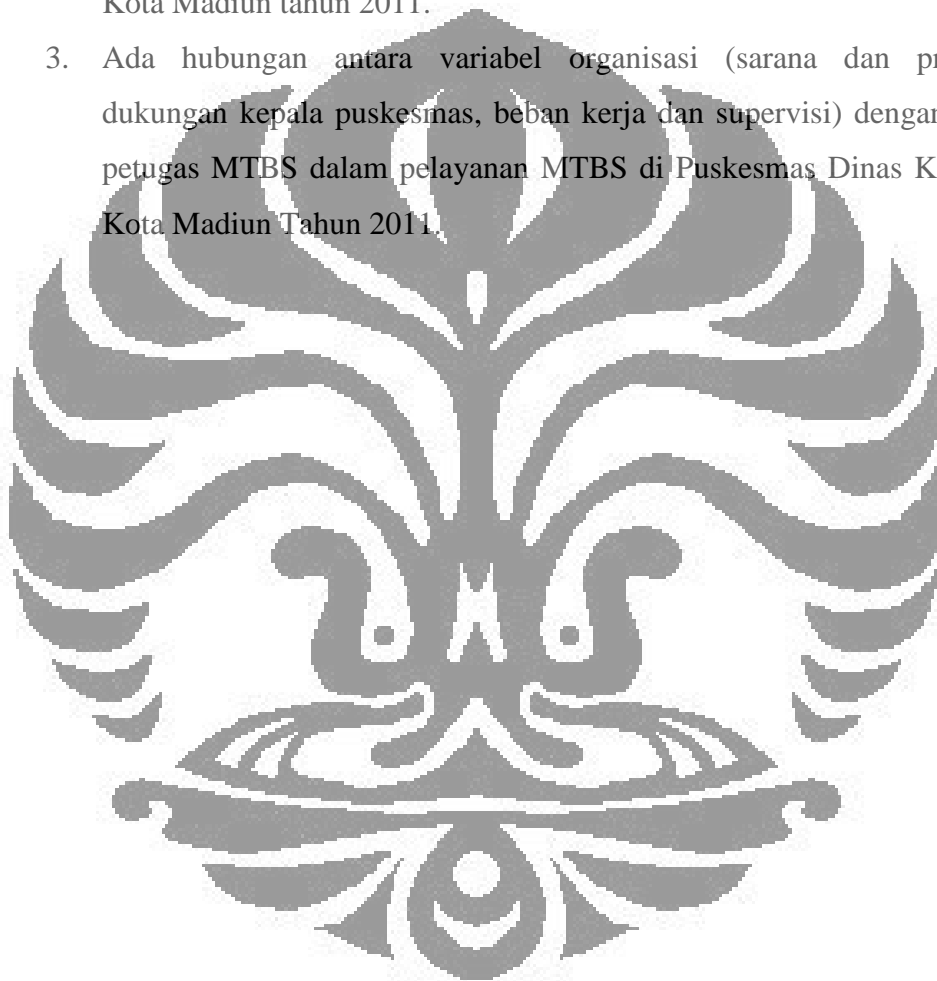 Kota Madiun tahun 2011.
3. Ada hubungan antara variabel organisasi (sarana dan pr
dukungan kepala puskesmas, beban kerja dan supervisi) dengan
petugas MTBS dalam pelayanan MTBS di Puskesmas Dinas K
Kota Madiun Tahun 2011.